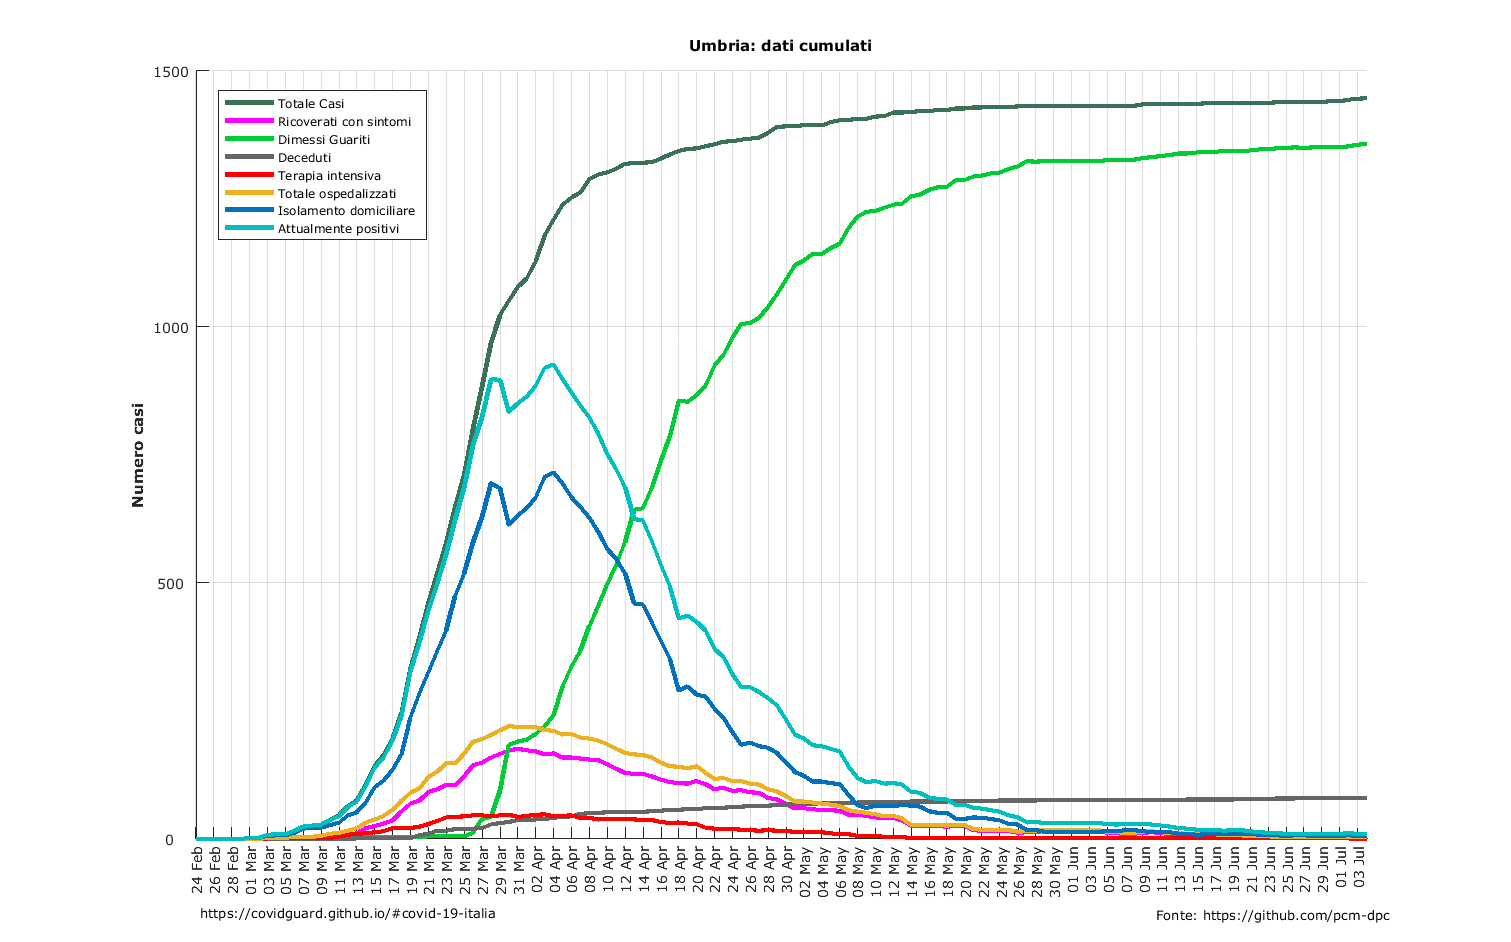 Umbria: dati cumulati
1500
1000
500
0
Numero casi
Totale Casi
Ricoverati con sintomi
Dimessi Guariti
Deceduti
Terapia intensiva
Totale ospedalizzati
Isolamento domiciliare
Attualmente positivi
24 Feb
26 Feb
28 Feb
01 Mar
03 Mar
05 Mar
07 Mar
09 Mar
11 Mar
13 Mar
15 Mar
17 Mar
19 Mar
21 Mar
23 Mar
25 Mar
27 Mar
29 Mar
31 Mar
02 Apr
04 Apr
06 Apr
08 Apr
10 Apr
12 Apr
14 Apr
16 Apr
18 Apr
20 Apr
22 Apr
24 Apr
26 Apr
28 Apr
30 Apr
02 May
04 May
06 May
08 May
10 May
12 May
14 May
16 May
18 May
20 May
22 May
24 May
26 May
28 May
30 May
01 Jun
03 Jun
05 Jun
07 Jun
09 Jun
11 Jun
13 Jun
15 Jun
17 Jun
19 Jun
21 Jun
23 Jun
25 Jun
27 Jun
29 Jun
01 Jul
03 Jul
https://covidguard.github.io/#covid-19-italia
Fonte: https://github.com/pcm-dpc